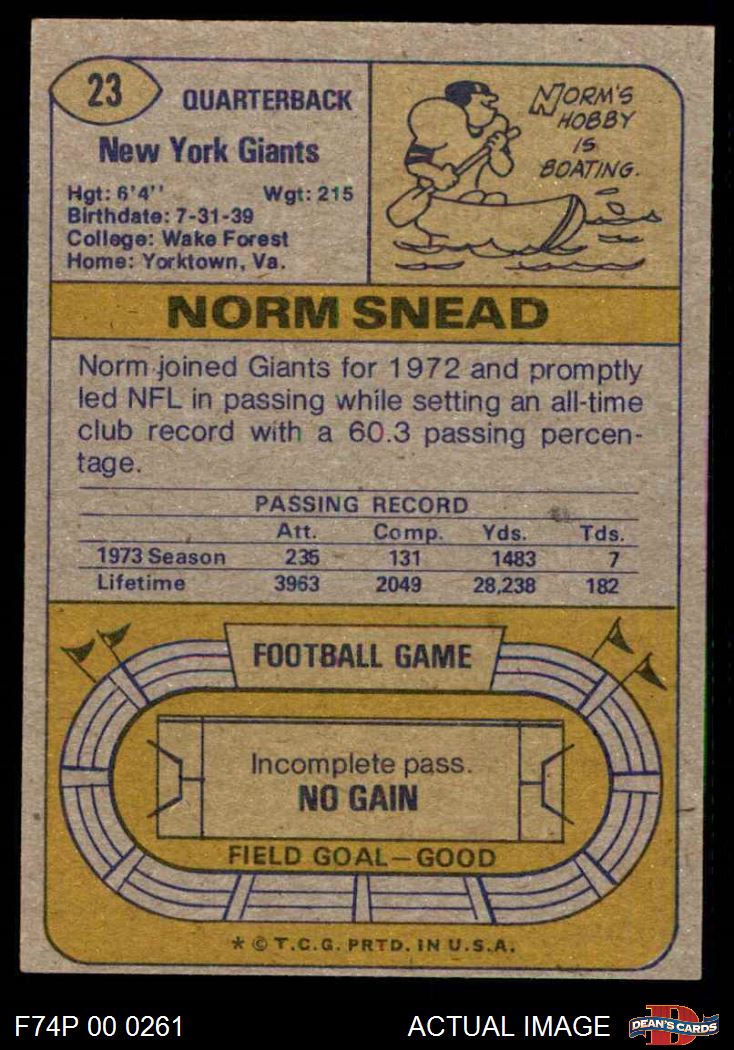 23
QUARTERBACK
New York Giants
Hgt: 6'4'' Wgt: 215
Birthdate: 7-31-39
College: Wake Forest
Home: Yorktown, Va.
NORM'S
HOBBY
IS
BOATING.
NORM SNEAD
Norm joined Giants for 1972 and promptly
led NFL in passing while setting an all-time
club record with a 60.3 passing percen-
tage.
PASSING RECORD
Att. Comp. Yds. Tds.
1973 Season 235 131 1483 7
Lifetime 3963 2049 28,238 182
FOOTBALL GAME
Incomplete pass.
NO GAIN
FIELD GOAL—GOOD
* © T.C.G. PRTD. IN U.S.A.
F74P 00 0261 ACTUAL IMAGE DEAN'S CARDS